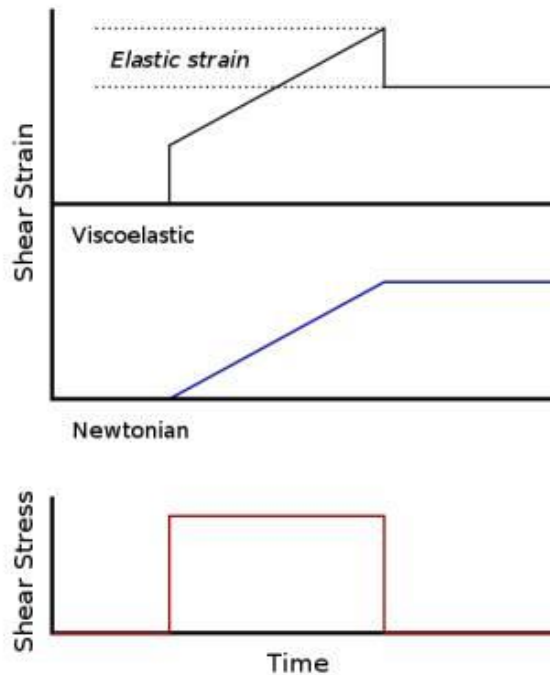 Elastic strain
Shear Strain
Viscoelastic
Newtonian
Shear Stress
Time